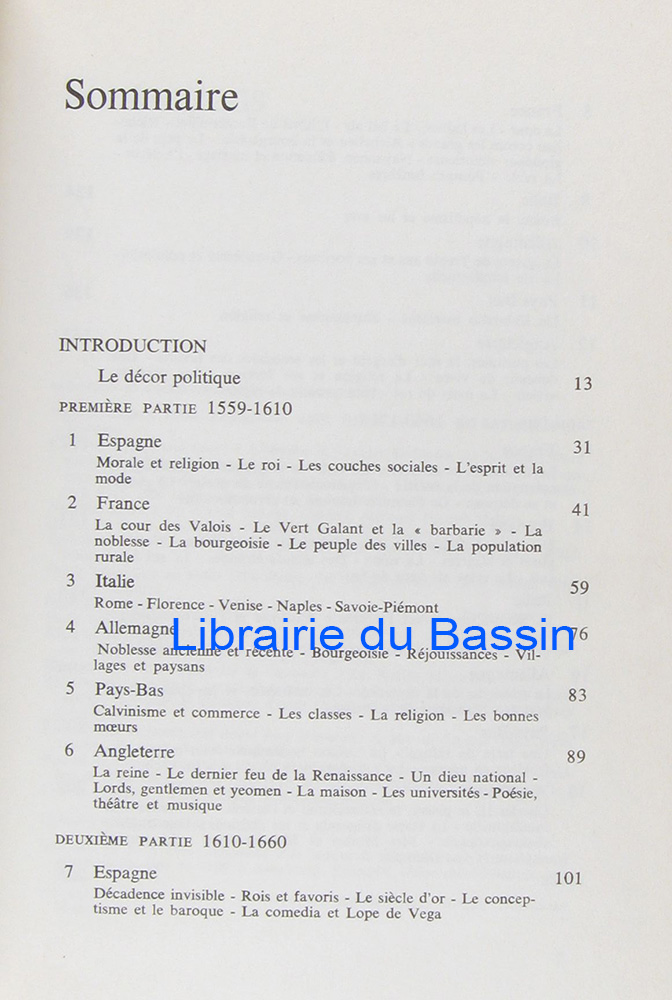 Sommaire
INTRODUCTION
Le décor politique 13
PREMIÈRE PARTIE 1559-1610
1 Espagne 31
Morale et religion - Le roi - Les couches sociales - L'esprit et la
mode
2 France 41
La cour des Valois - Le Vert Galant et la « barbarie » - La
noblesse - La bourgeoisie - Le peuple des villes - La population
rurale
3 Italie 59
Rome - Florence - Venise - Naples - Savoie-Piémont
4 Allemagne 76
Librairie du Bassin
Noblesse ancienne et récente - Bourgeoisie - Réjouissances - Vil-
lages et paysans
5 Pays-Bas 83
Calvinisme et commerce - Les classes - La religion - Les bonnes
mœurs
6 Angleterre 89
La reine - Le dernier feu de la Renaissance - Un dieu national -
Lords, gentlemen et yeomen - La maison - Les universités - Poésie,
théâtre et musique
DEUXIÈME PARTIE 1610-1660
7 Espagne 101
Décadence invisible - Rois et favoris - Le siècle d'or - Le concep-
tisme et le baroque - La comedia et Lope de Vega